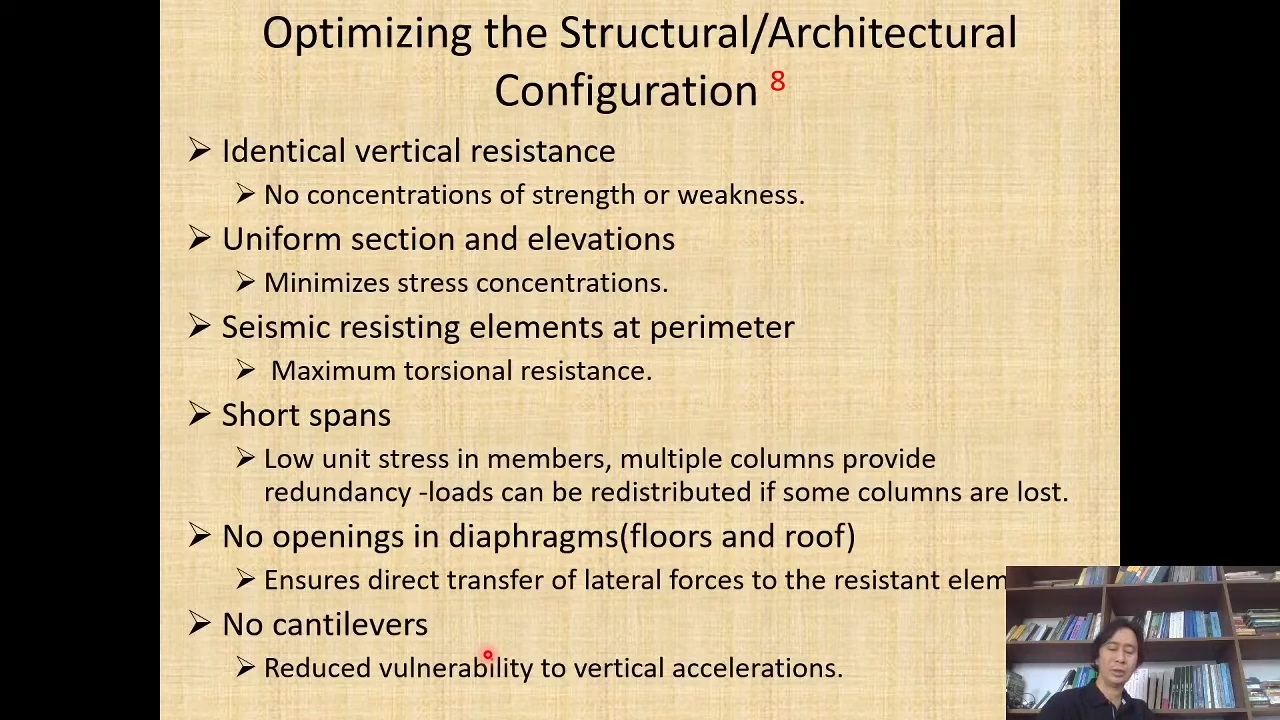 Optimizing the Structural/Architectural
Configuration 8
Identical vertical resistance
No concentrations of strength or weakness.
Uniform section and elevations
Minimizes stress concentrations.
Seismic resisting elements at perimeter
Maximum torsional resistance.
Short spans
Low unit stress in members, multiple columns provide
redundancy -loads can be redistributed if some columns are lost.
No openings in diaphragms(floors and roof)
Ensures direct transfer of lateral forces to the resistant elem
No cantilevers
Reduced vulnerability to vertical accelerations.